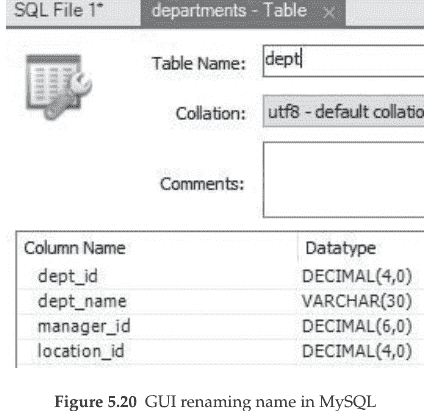 SQL File 1* departments - Table ×
Table Name: dept
Collation: utf8 - default collatio
Comments:
Column Name Datatype
dept_id DECIMAL(4,0)
dept_name VARCHAR(30)
manager_id DECIMAL(6,0)
location_id DECIMAL(4,0)
Figure 5.20 GUI renaming name in MySQL